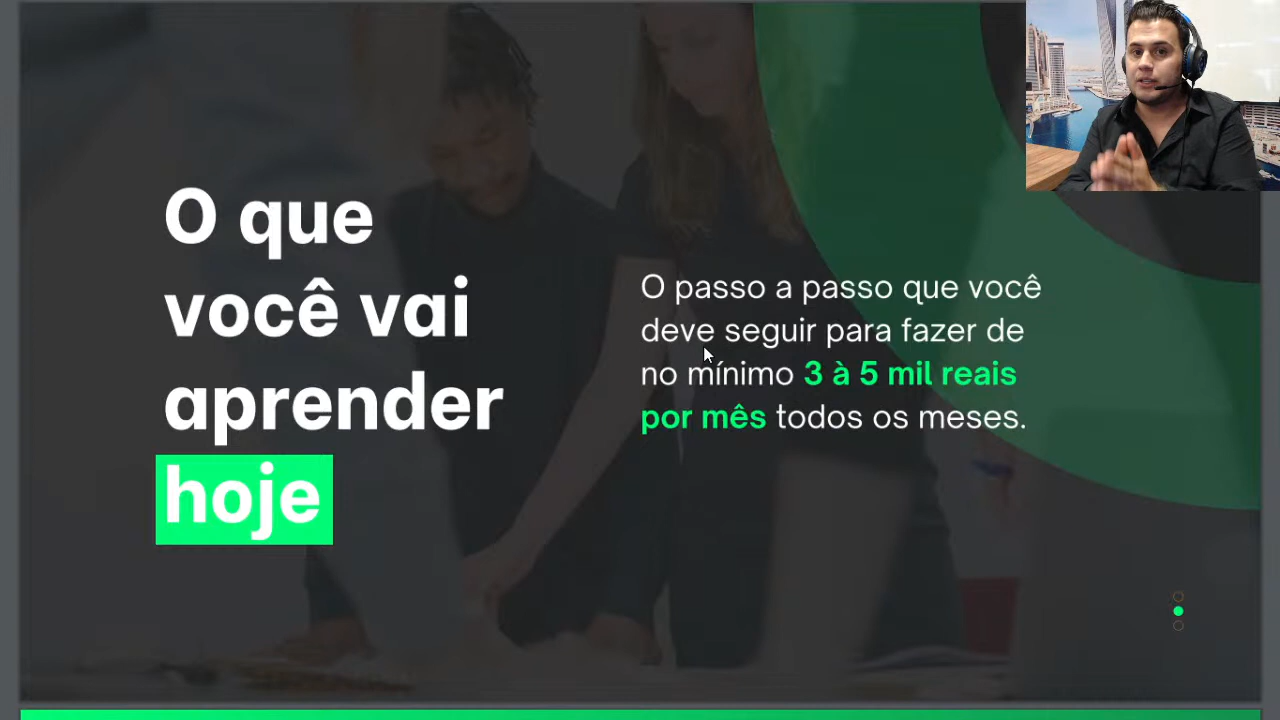 O que
você vai
aprender
hoje
O passo a passo que você
deve seguir para fazer de
no mínimo 3 à 5 mil reais
por mês todos os meses.